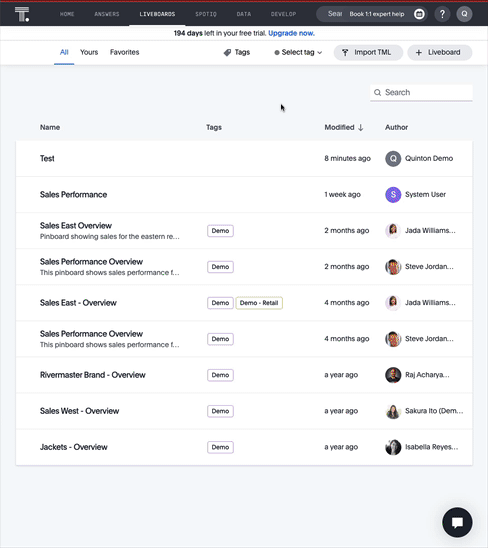 HOME ANSWERS LIVEBOARDS SPOTIQ DATA DEVELOP Sear Book 1:1 expert help ? Q
194 days left in your free trial. Upgrade now.
All Yours Favorites Tags Select tag Import TML + Liveboard
Search
Name Tags Modified Author
Test 8 minutes ago Q Quinton Demo
Sales Performance 1 week ago S System User
Sales East Overview
Pinboard showing sales for the eastern re...
Demo 2 months ago Jada Williams...
Sales Performance Overview
This pinboard shows sales performance f...
Demo 2 months ago Steve Jordan...
Sales East - Overview Demo Demo - Retail 4 months ago Jada Williams...
Sales Performance Overview
This pinboard shows sales performance f...
Demo 4 months ago Steve Jordan...
Rivermaster Brand - Overview Demo a year ago Raj Acharya...
Sales West - Overview Demo a year ago Sakura Ito (Dem...
Jackets - Overview Demo a year ago Isabella Reyes...